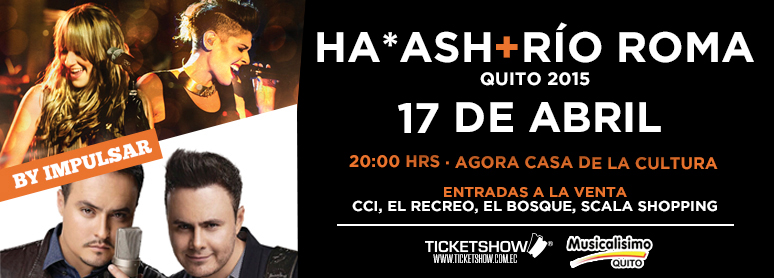 BY IMPULSAR
HA*ASH+RÍO ROMA
QUITO 2015
17 DE ABRIL
20:00 HRS · AGORA CASA DE LA CULTURA
ENTRADAS A LA VENTA
CCI, EL RECREO, EL BOSQUE, SCALA SHOPPING
TICKETSHOW®
WWW.TICKETSHOW.COM.EC
Musicalisimo
QUITO